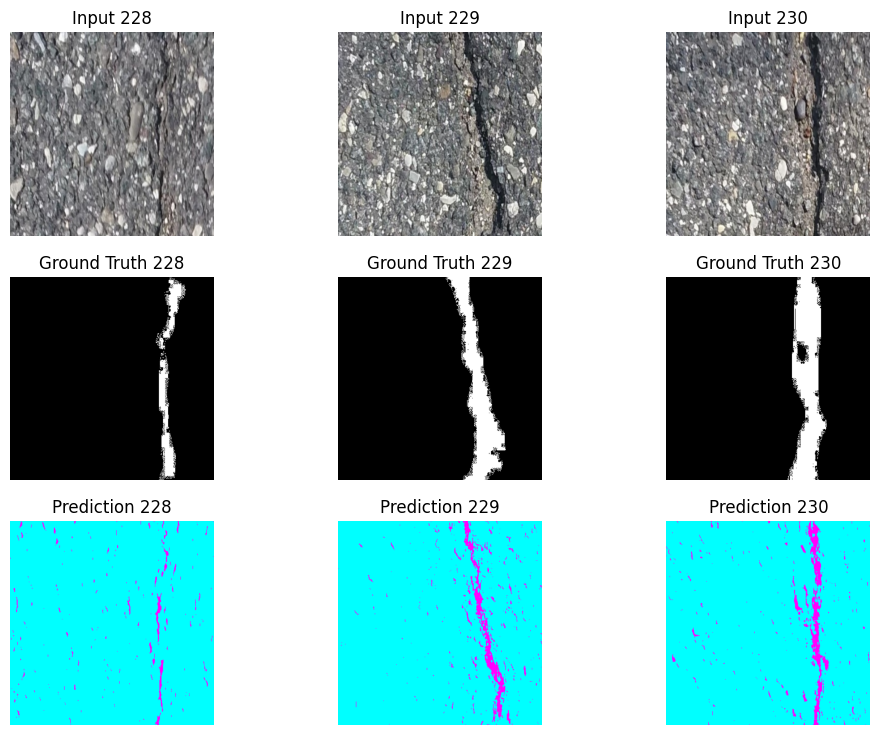 Input 228
Input 229
Input 230
Ground Truth 228
Ground Truth 229
Ground Truth 230
Prediction 228
Prediction 229
Prediction 230